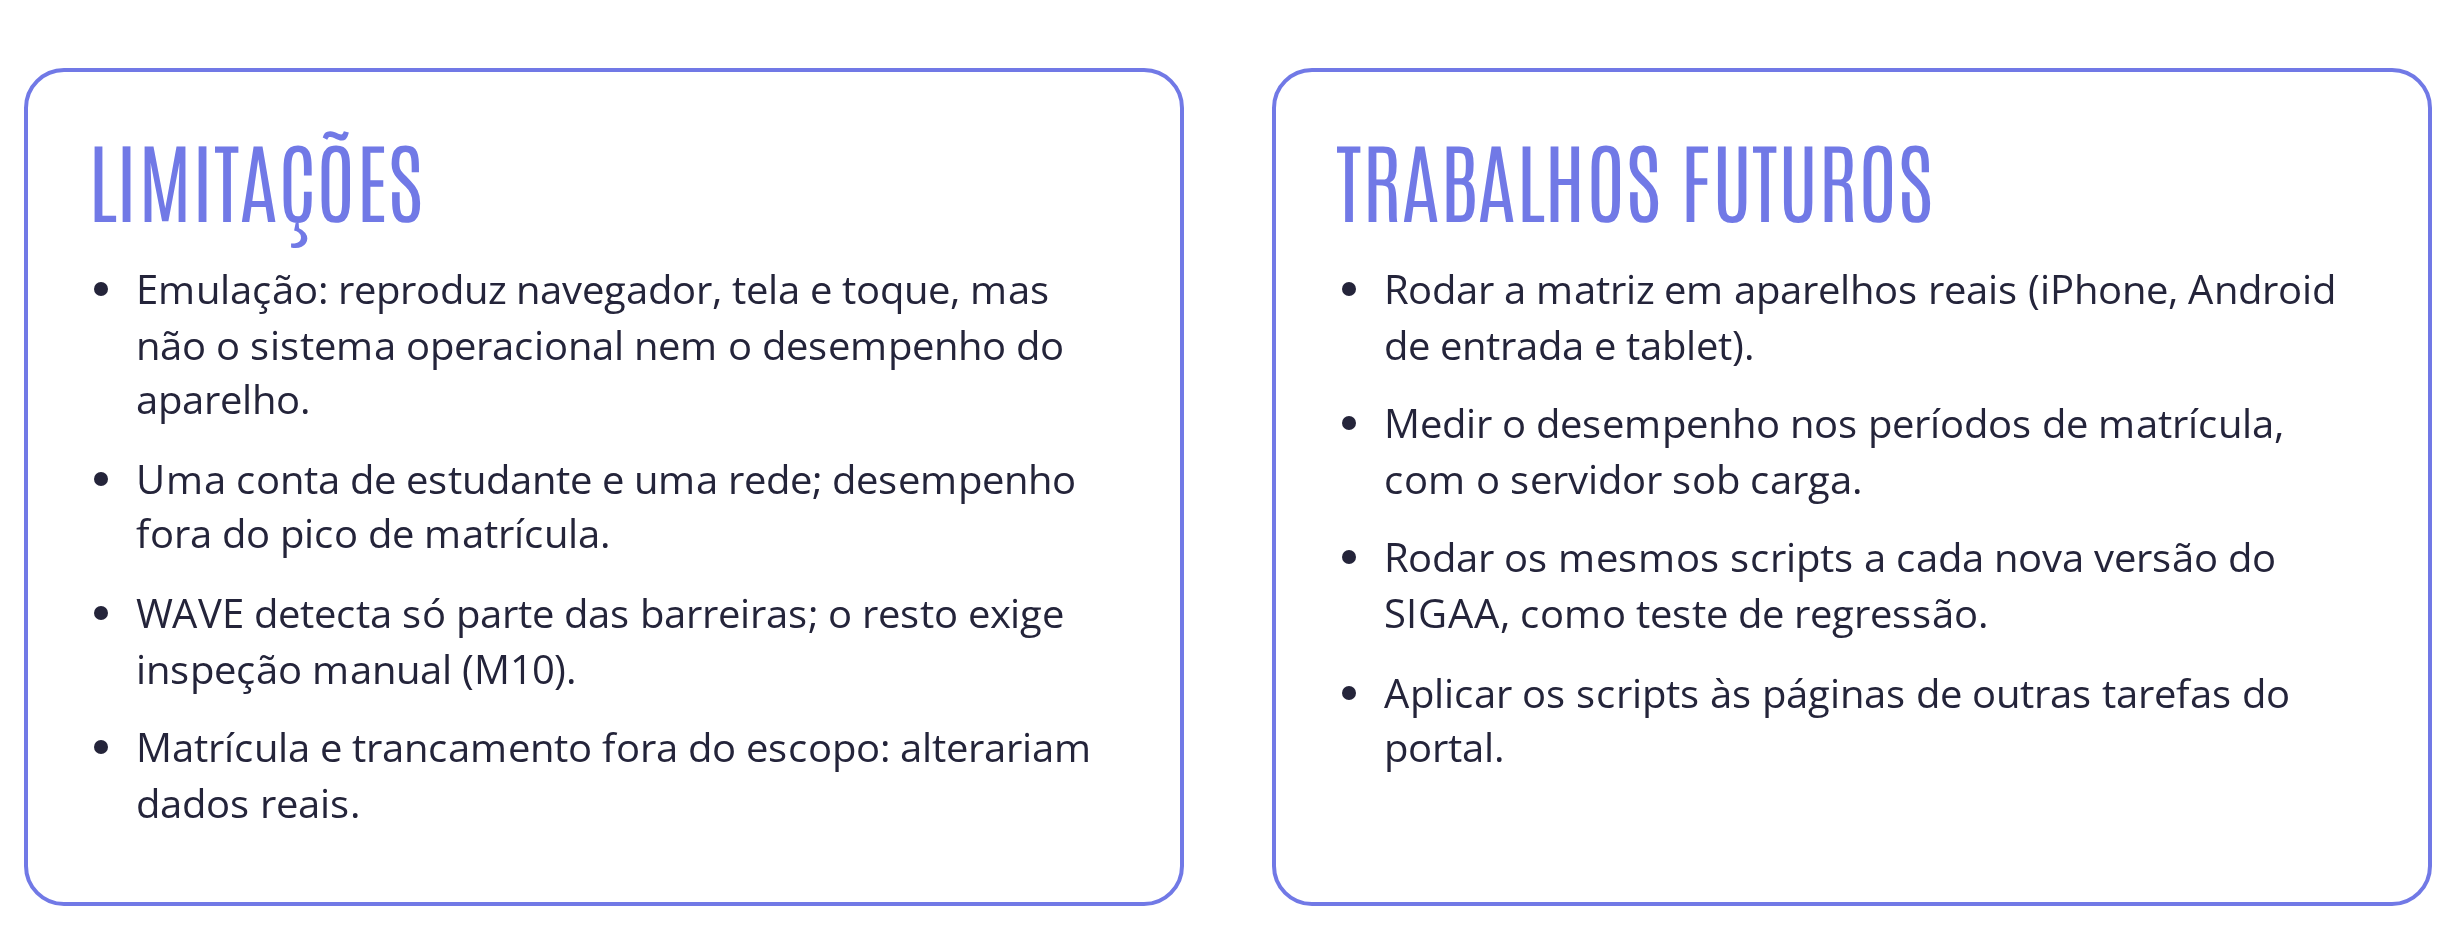 LIMITAÇÕES
Emulação: reproduz navegador, tela e toque, mas
não o sistema operacional nem o desempenho do
aparelho.
Uma conta de estudante e uma rede; desempenho
fora do pico de matrícula.
WAVE detecta só parte das barreiras; o resto exige
inspeção manual (M10).
Matrícula e trancamento fora do escopo: alterariam
dados reais.
TRABALHOS FUTUROS
Rodar a matriz em aparelhos reais (iPhone, Android
de entrada e tablet).
Medir o desempenho nos períodos de matrícula,
com o servidor sob carga.
Rodar os mesmos scripts a cada nova versão do
SIGAA, como teste de regressão.
Aplicar os scripts às páginas de outras tarefas do
portal.